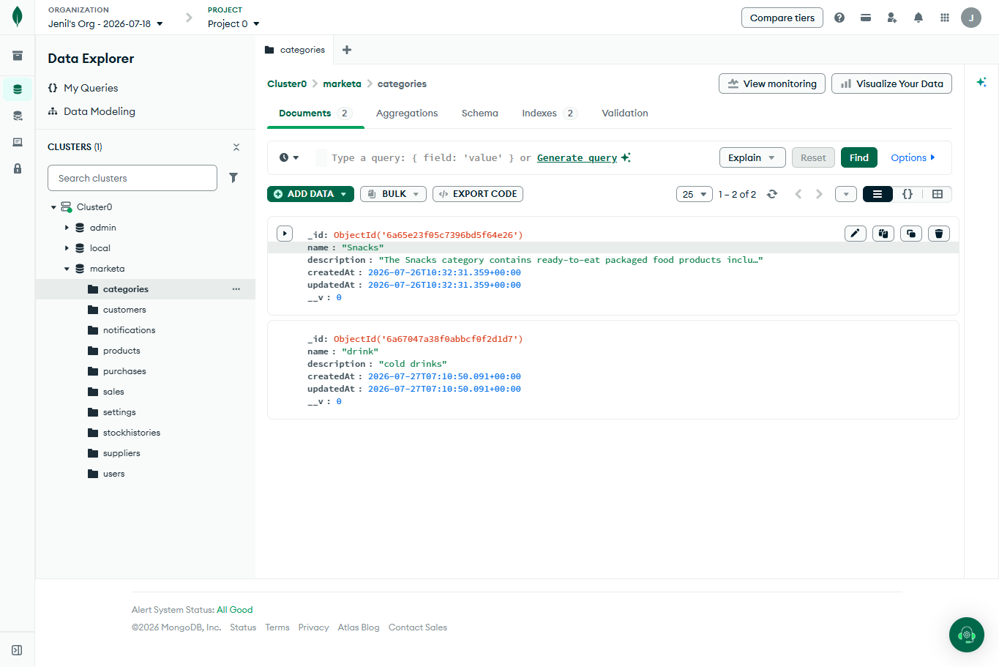 ORGANIZATION
Jenil's Org - 2026-07-18
PROJECT
Project 0
Compare tiers
J
Data Explorer
My Queries
Data Modeling
CLUSTERS (1)
Search clusters
Cluster0
admin
local
marketa
categories
customers
notifications
products
purchases
sales
settings
stockhistories
suppliers
users
categories
Cluster0 > marketa > categories
View monitoring
Visualize Your Data
Documents 2
Aggregations
Schema
Indexes 2
Validation
Type a query: { field: 'value' } or Generate query
Explain
Reset
Find
Options
ADD DATA
BULK
EXPORT CODE
25
1 – 2 of 2
{}
_id: ObjectId('6a65e23f05c7396bd5f64e26')
name : "Snacks"
description : "The Snacks category contains ready-to-eat packaged food products inclu…"
createdAt : 2026-07-26T10:32:31.359+00:00
updatedAt : 2026-07-26T10:32:31.359+00:00
__v : 0
_id: ObjectId('6a67047a38f0abbcf0f2d1d7')
name : "drink"
description : "cold drinks"
createdAt : 2026-07-27T07:10:50.091+00:00
updatedAt : 2026-07-27T07:10:50.091+00:00
__v : 0
Alert System Status: All Good
©2026 MongoDB, Inc. Status Terms Privacy Atlas Blog Contact Sales